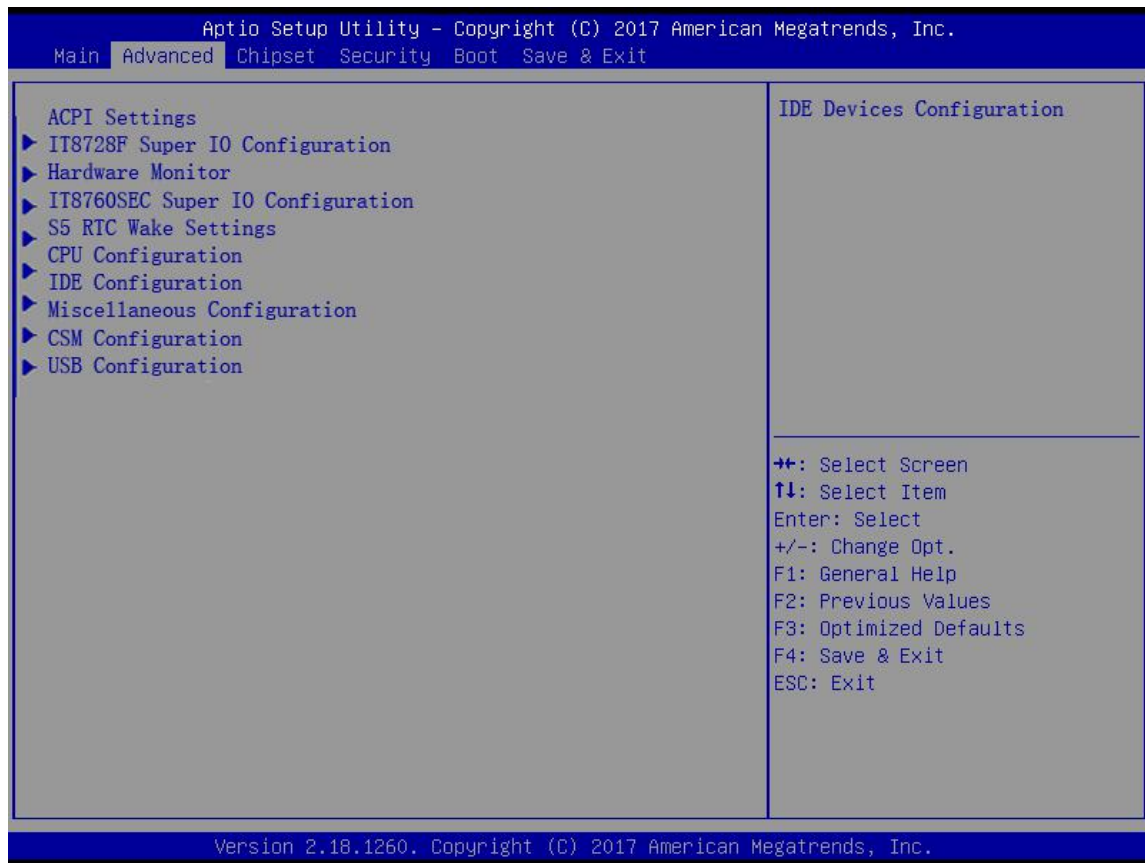 Aptio Setup Utility – Copyright (C) 2017 American Megatrends, Inc.
Main Advanced Chipset Security Boot Save & Exit
ACPI Settings
IT8728F Super IO Configuration
Hardware Monitor
IT8760SEC Super IO Configuration
S5 RTC Wake Settings
CPU Configuration
IDE Configuration
Miscellaneous Configuration
CSM Configuration
USB Configuration
IDE Devices Configuration
→←: Select Screen
↑↓: Select Item
Enter: Select
+/-: Change Opt.
F1: General Help
F2: Previous Values
F3: Optimized Defaults
F4: Save & Exit
ESC: Exit
Version 2.18.1260. Copyright (C) 2017 American Megatrends, Inc.